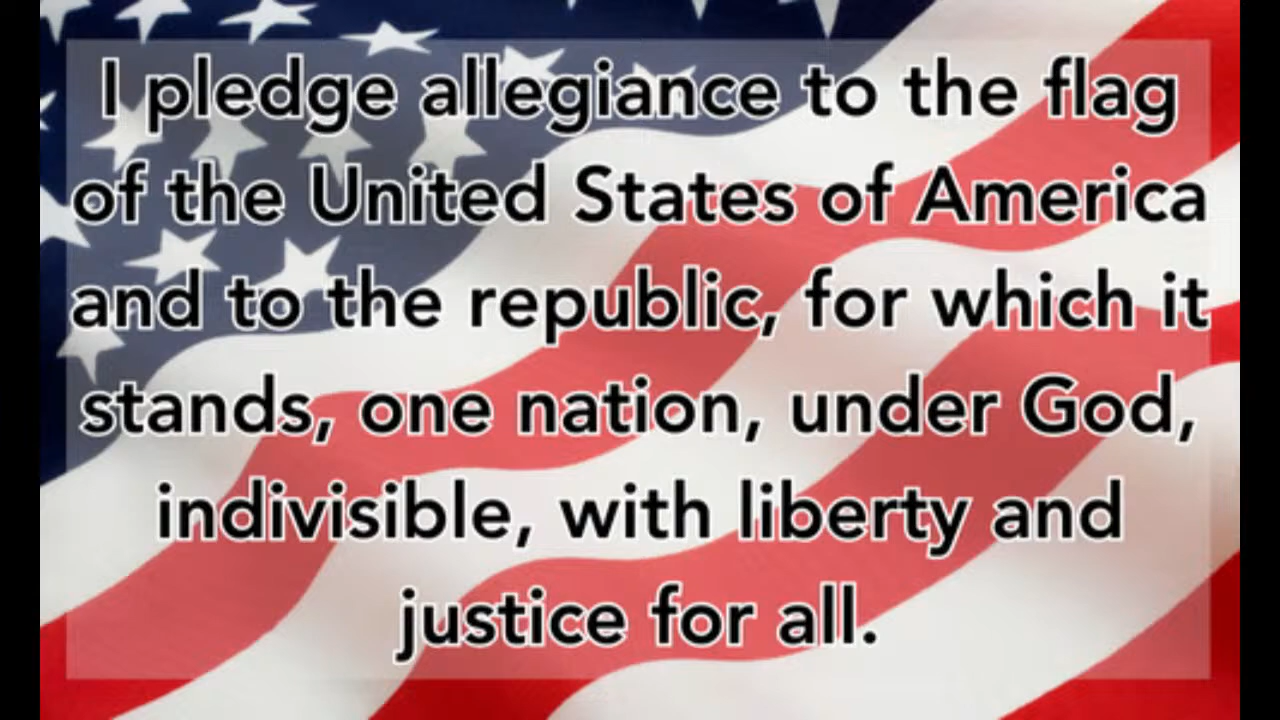 I pledge allegiance to the flag
of the United States of America
and to the republic, for which it
stands, one nation, under God,
indivisible, with liberty and
justice for all.